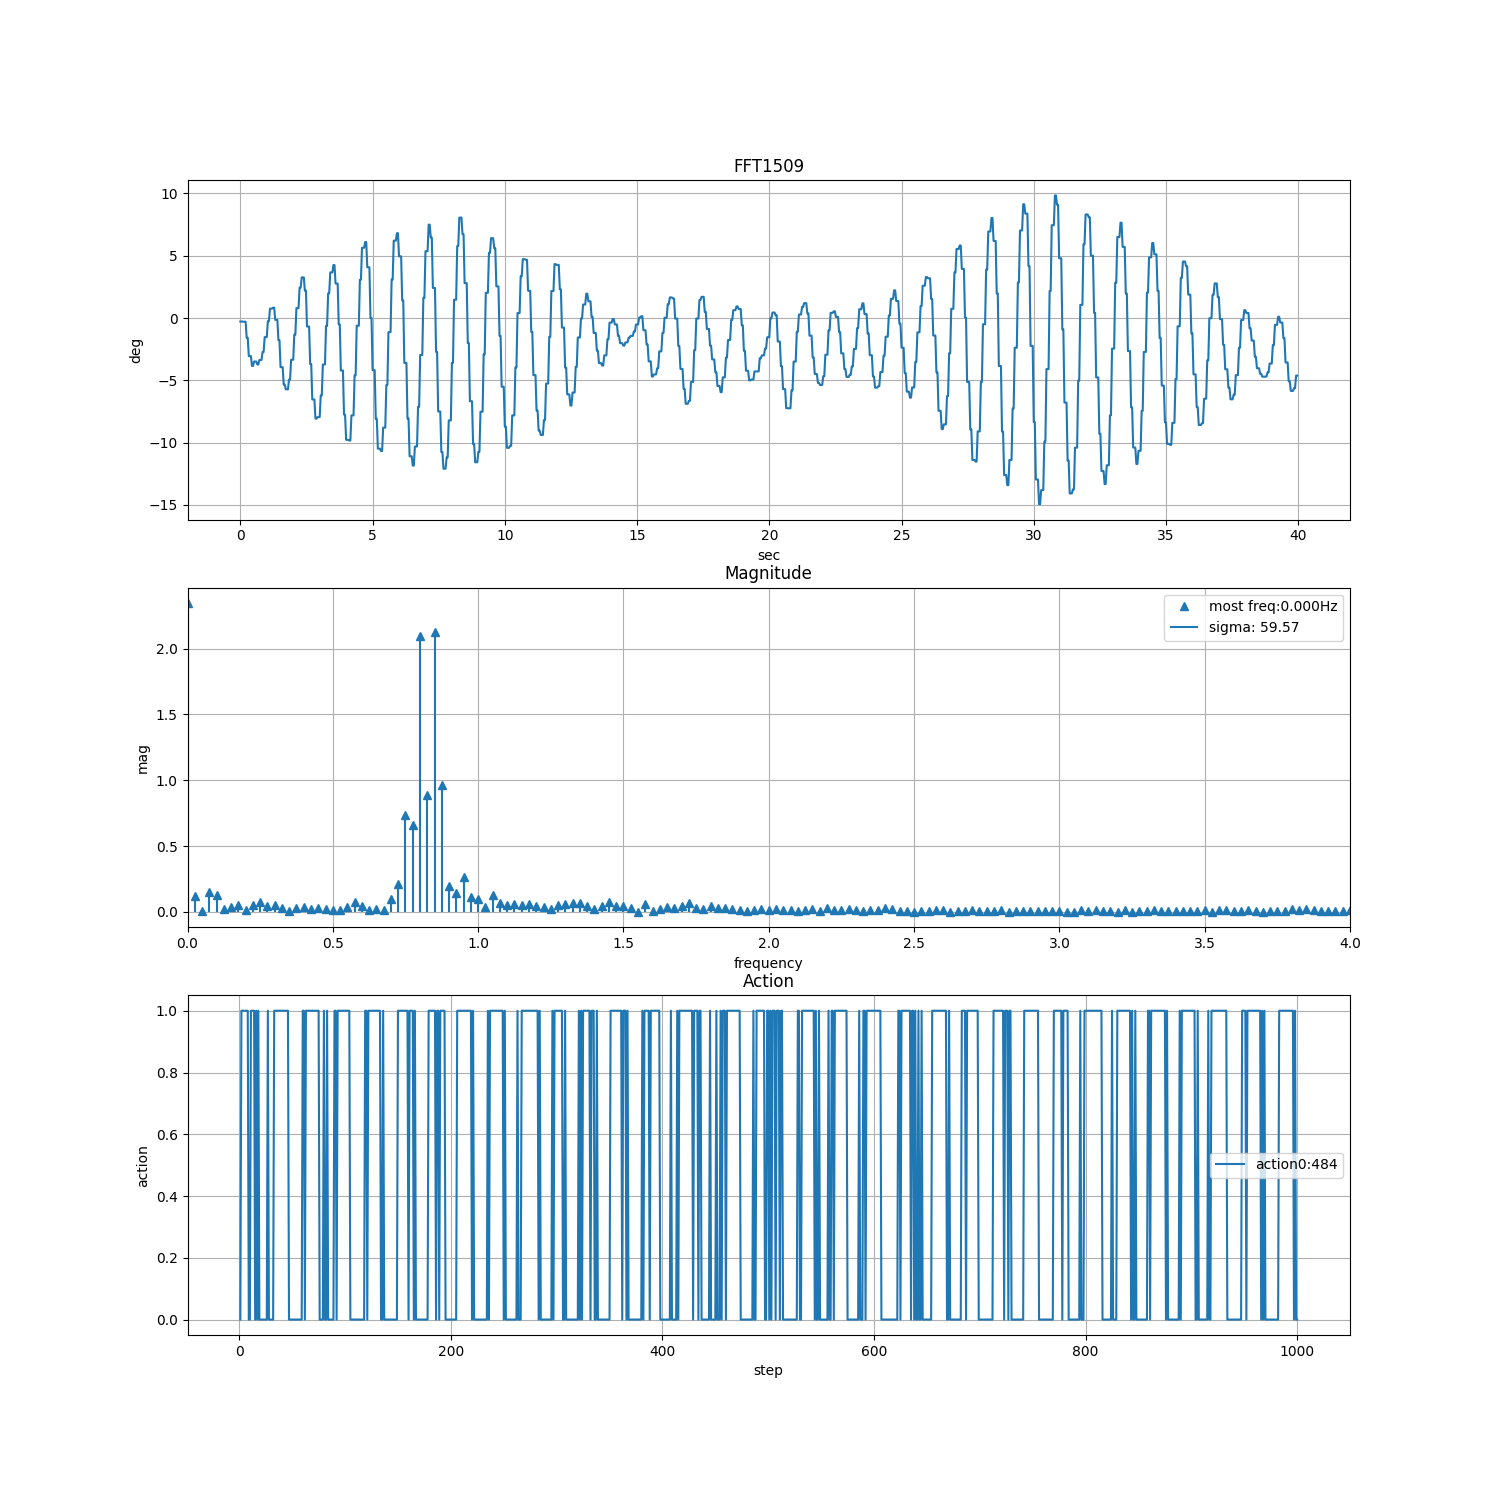 FFT1509
10
5
0
−5
−10
−15
deg
0 5 10 15 20 25 30 35 40
sec
Magnitude
most freq:0.000Hz
sigma: 59.57
2.0
1.5
1.0
0.5
0.0
mag
0.0 0.5 1.0 1.5 2.0 2.5 3.0 3.5 4.0
frequency
Action
1.0
0.8
0.6
0.4
0.2
0.0
action
action0:484
0 200 400 600 800 1000
step